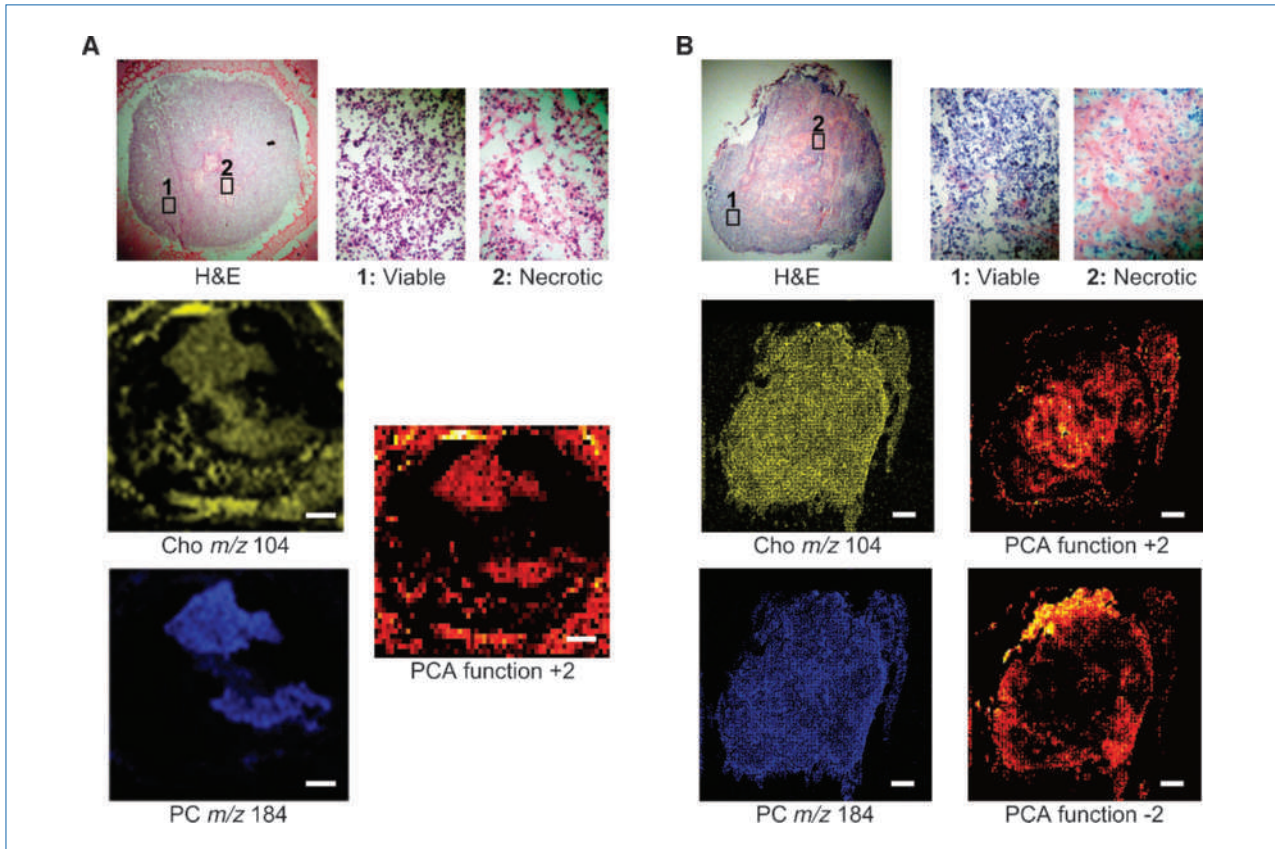 A
2
1
H&E
1: Viable
2: Necrotic
Cho m/z 104
PCA function +2
PC m/z 184
B
2
1
H&E
1: Viable
2: Necrotic
Cho m/z 104
PCA function +2
PC m/z 184
PCA function -2